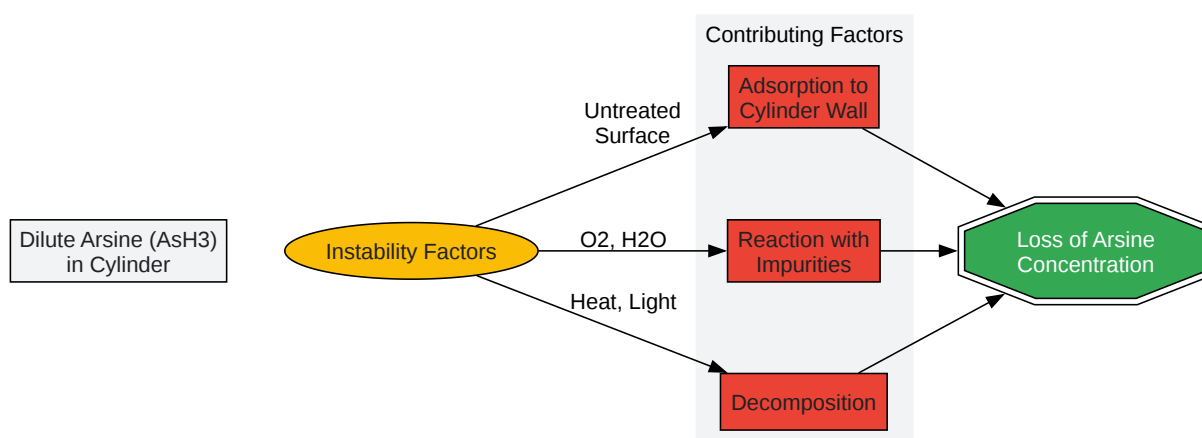 Contributing Factors
Dilute Arsine (AsH3)
in Cylinder
Instability Factors
Untreated
Surface
O2, H2O
Heat, Light
Adsorption to
Cylinder Wall
Reaction with
Impurities
Decomposition
Loss of Arsine
Concentration